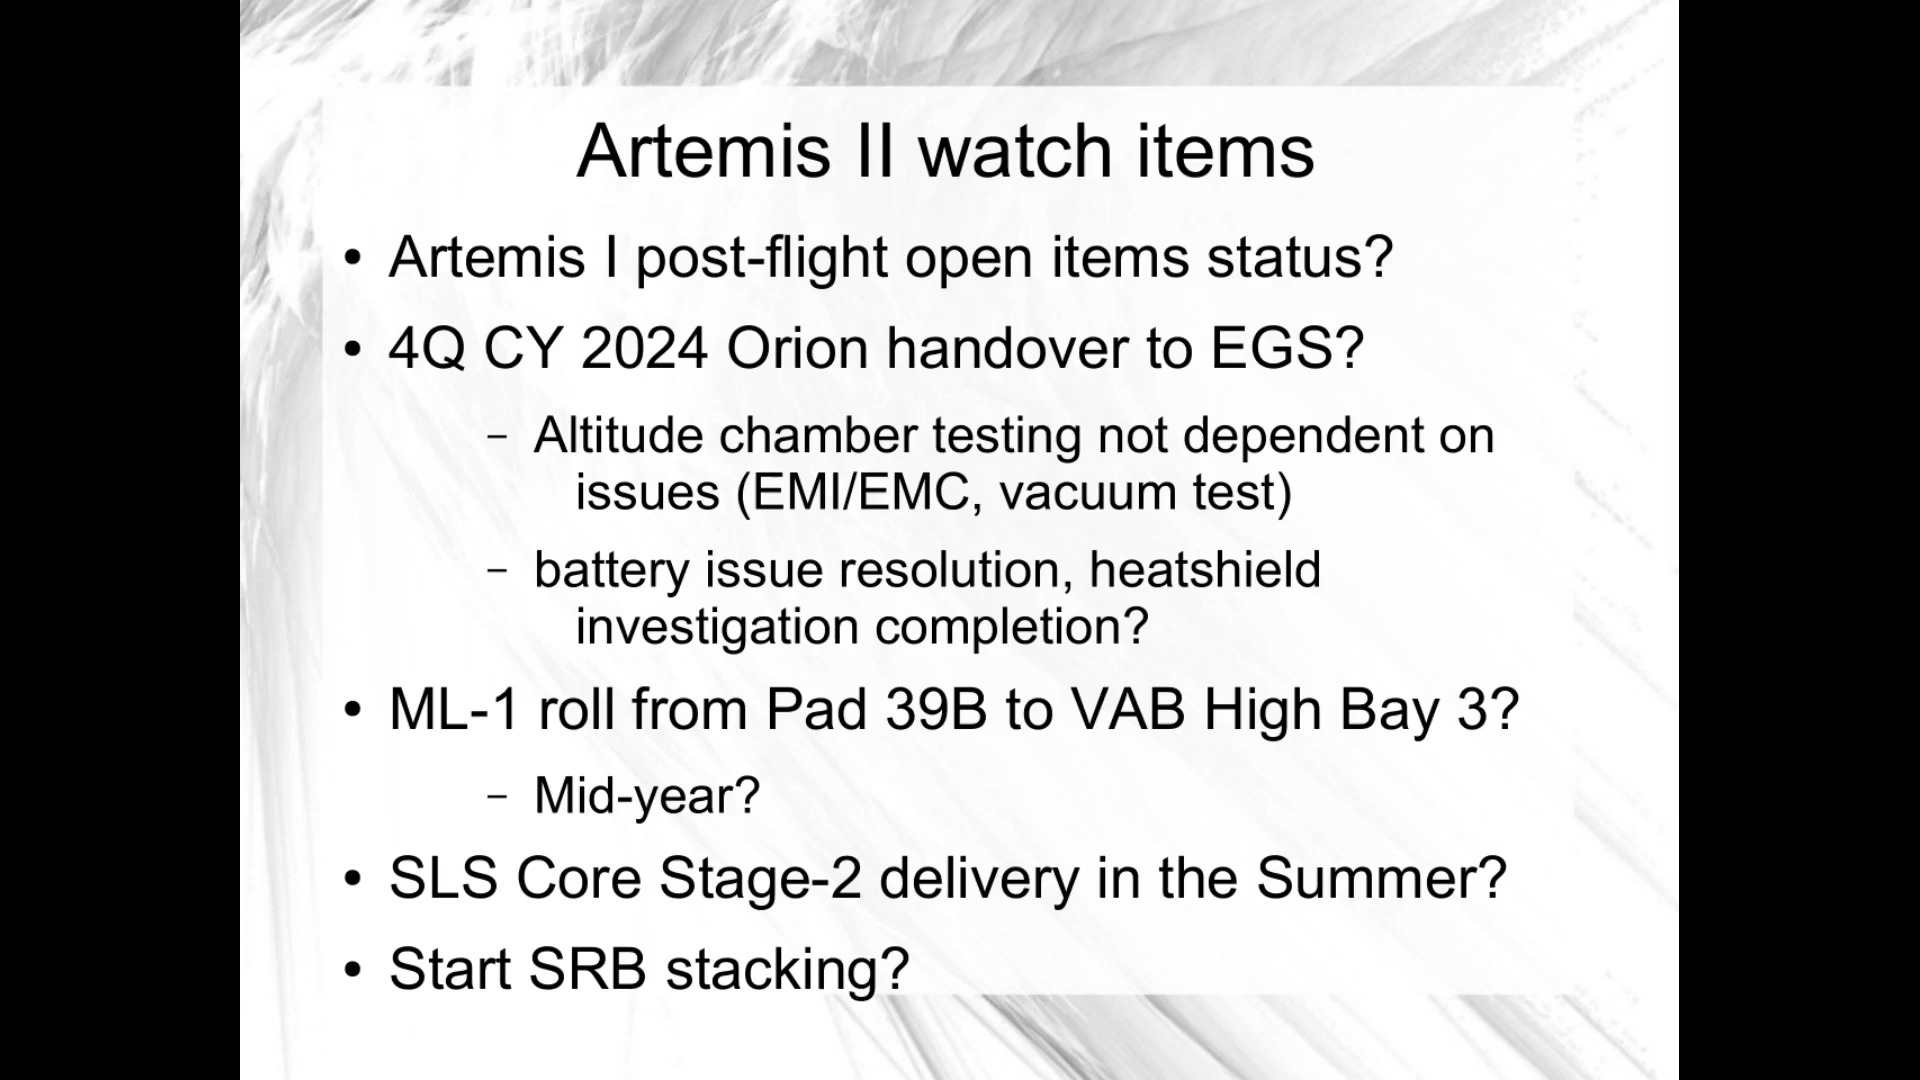 Artemis II watch items
• Artemis I post-flight open items status?
• 4Q CY 2024 Orion handover to EGS?
– Altitude chamber testing not dependent on
issues (EMI/EMC, vacuum test)
– battery issue resolution, heatshield
investigation completion?
• ML-1 roll from Pad 39B to VAB High Bay 3?
– Mid-year?
• SLS Core Stage-2 delivery in the Summer?
• Start SRB stacking?